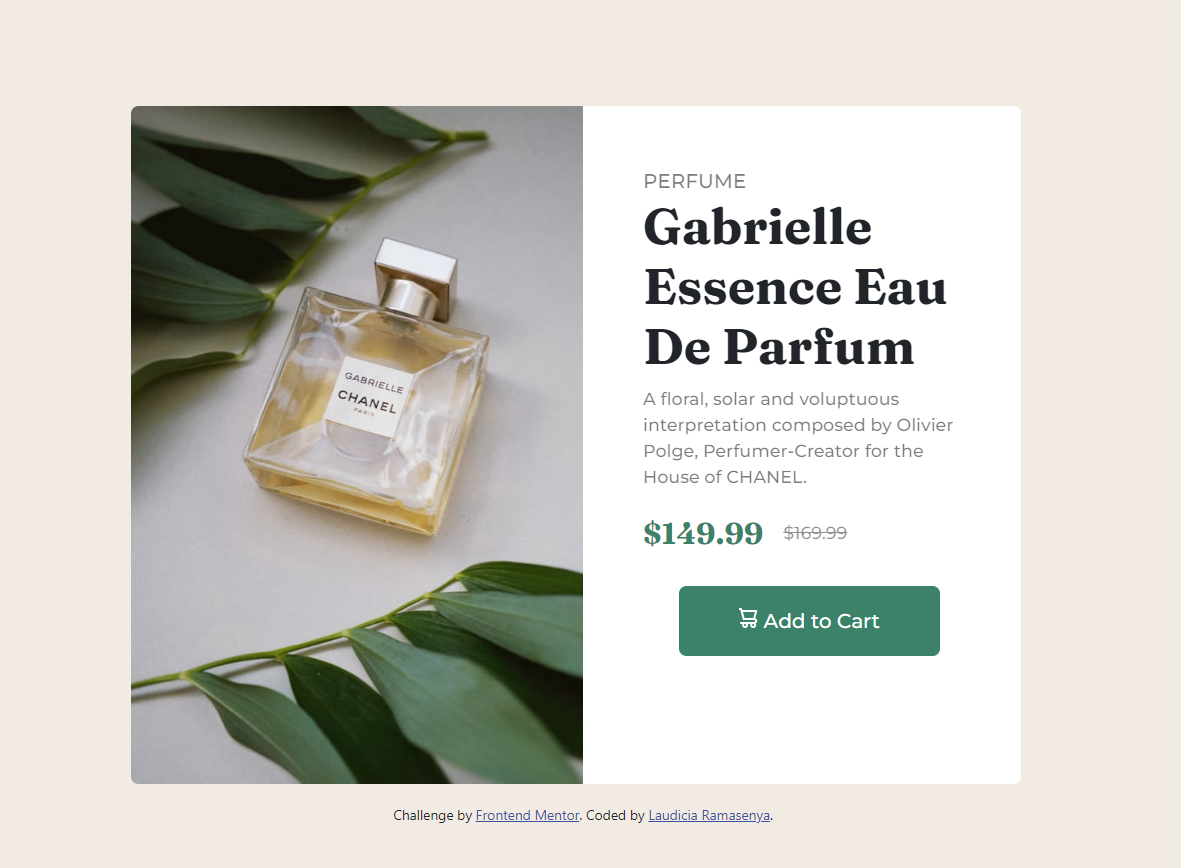 PERFUME
Gabrielle
Essence Eau
De Parfum
GABRIELLE
CHANEL
PARIS
A floral, solar and voluptuous
interpretation composed by Olivier
Polge, Perfumer-Creator for the
House of CHANEL.
$149.99 $169.99
Add to Cart
Challenge by Frontend Mentor. Coded by Laudicia Ramasenya.